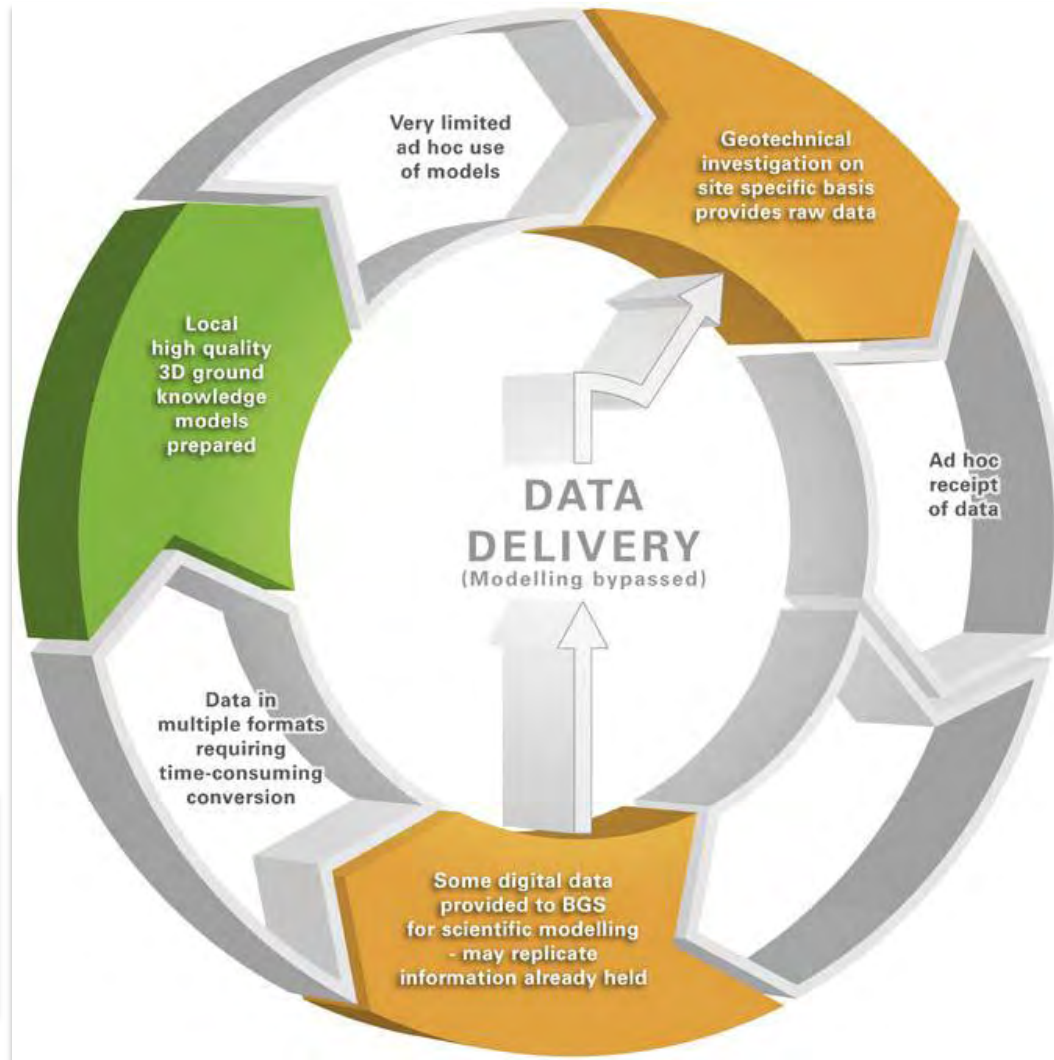 Very limited
ad hoc use
of models
Geotechnical
investigation on
site specific basis
provides raw data
Local
high quality
3D ground
knowledge
models
prepared
Ad hoc
receipt
of data
DATA
DELIVERY
(Modelling bypassed)
Data in
multiple formats
requiring
time-consuming
conversion
Some digital data
provided to BGS
for scientific modelling
- may replicate
information already held